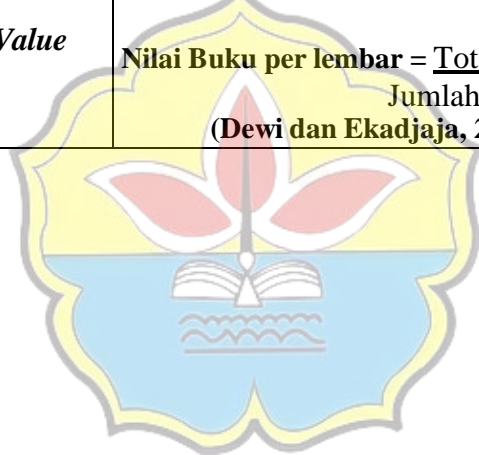 Value
Nilai Buku per lembar = Tot
Jumlah
(Dewi dan Ekadjaja, 2